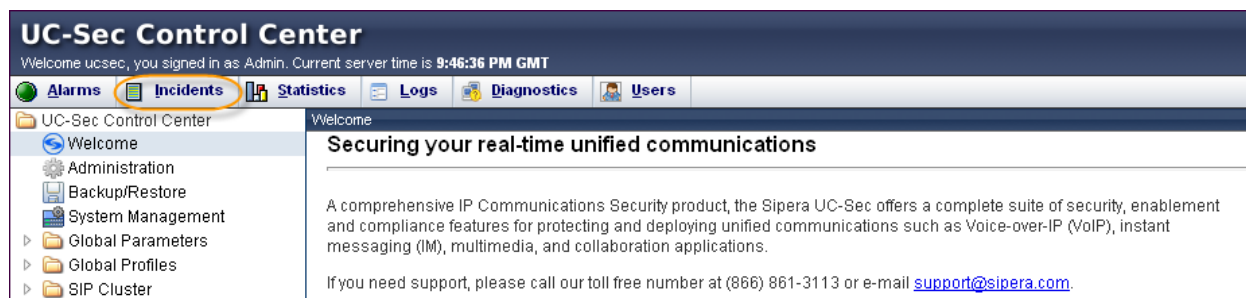 UC-Sec Control Center
Welcome ucsec, you signed in as Admin. Current server time is 9:46:36 PM GMT
Alarms Incidents Statistics Logs Diagnostics Users
UC-Sec Control Center
Welcome
Administration
Backup/Restore
System Management
Global Parameters
Global Profiles
SIP Cluster
Welcome
Securing your real-time unified communications
A comprehensive IP Communications Security product, the Sipera UC-Sec offers a complete suite of security, enablement
and compliance features for protecting and deploying unified communications such as Voice-over-IP (VoIP), instant
messaging (IM), multimedia, and collaboration applications.
If you need support, please call our toll free number at (866) 861-3113 or e-mail support@sipera.com.